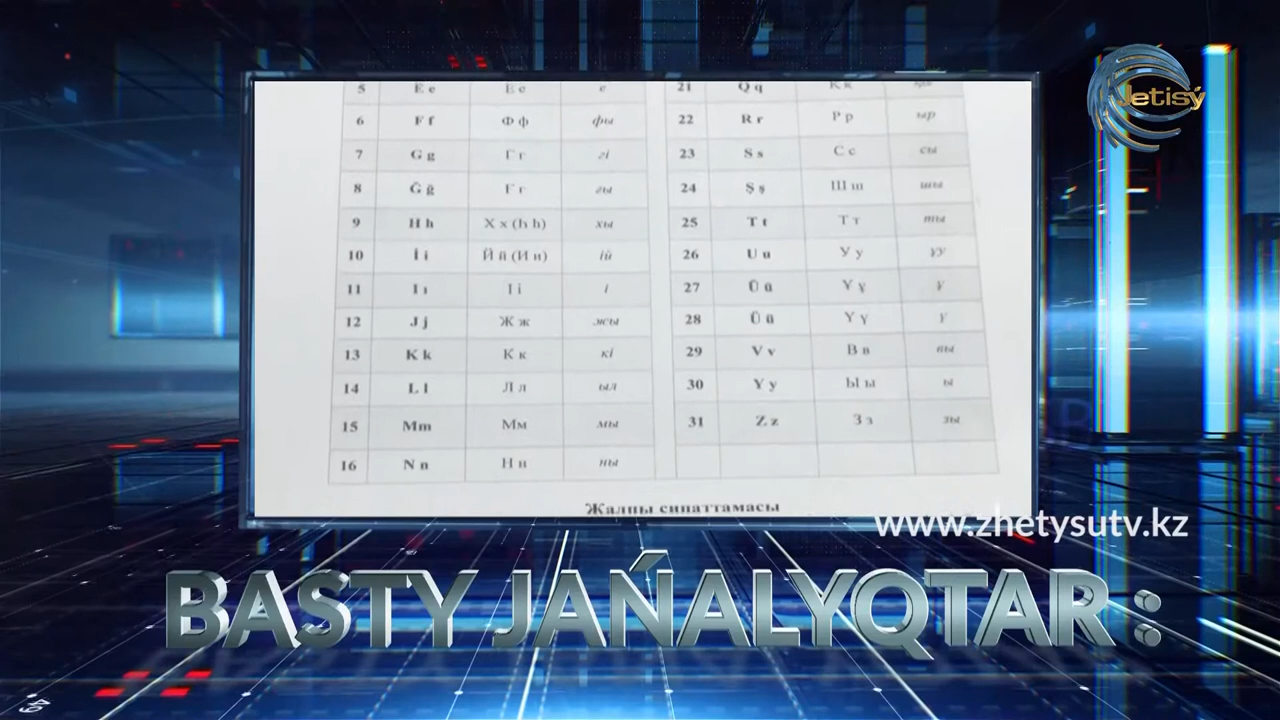 Jetisý
5 E e Е е е 21 Q q Қ қ
6 F f Ф ф фы 22 R r Р р ыр
7 G g Г г гі 23 S s С с сы
8 Ğ ğ Ғ ғ ғы 24 Ş ş Ш ш шы
9 H h Х х (h h) хы 25 T t Т т ты
10 İ i Й й (И и) ій 26 U u У у ұу
11 I ı І і і 27 Ū ū Ұ ұ ұ
12 J j Ж ж жы 28 Ü ü Ү ү ү
13 K k К к кі 29 V v В в вы
14 L l Л л ыл 30 Y y Ы ы ы
15 Mm Мм мы 31 Z z З з зы
16 N n Н н ны
Жалпы сипаттамасы
www.zhetysutv.kz
BASTY JAŃALYQTAR :